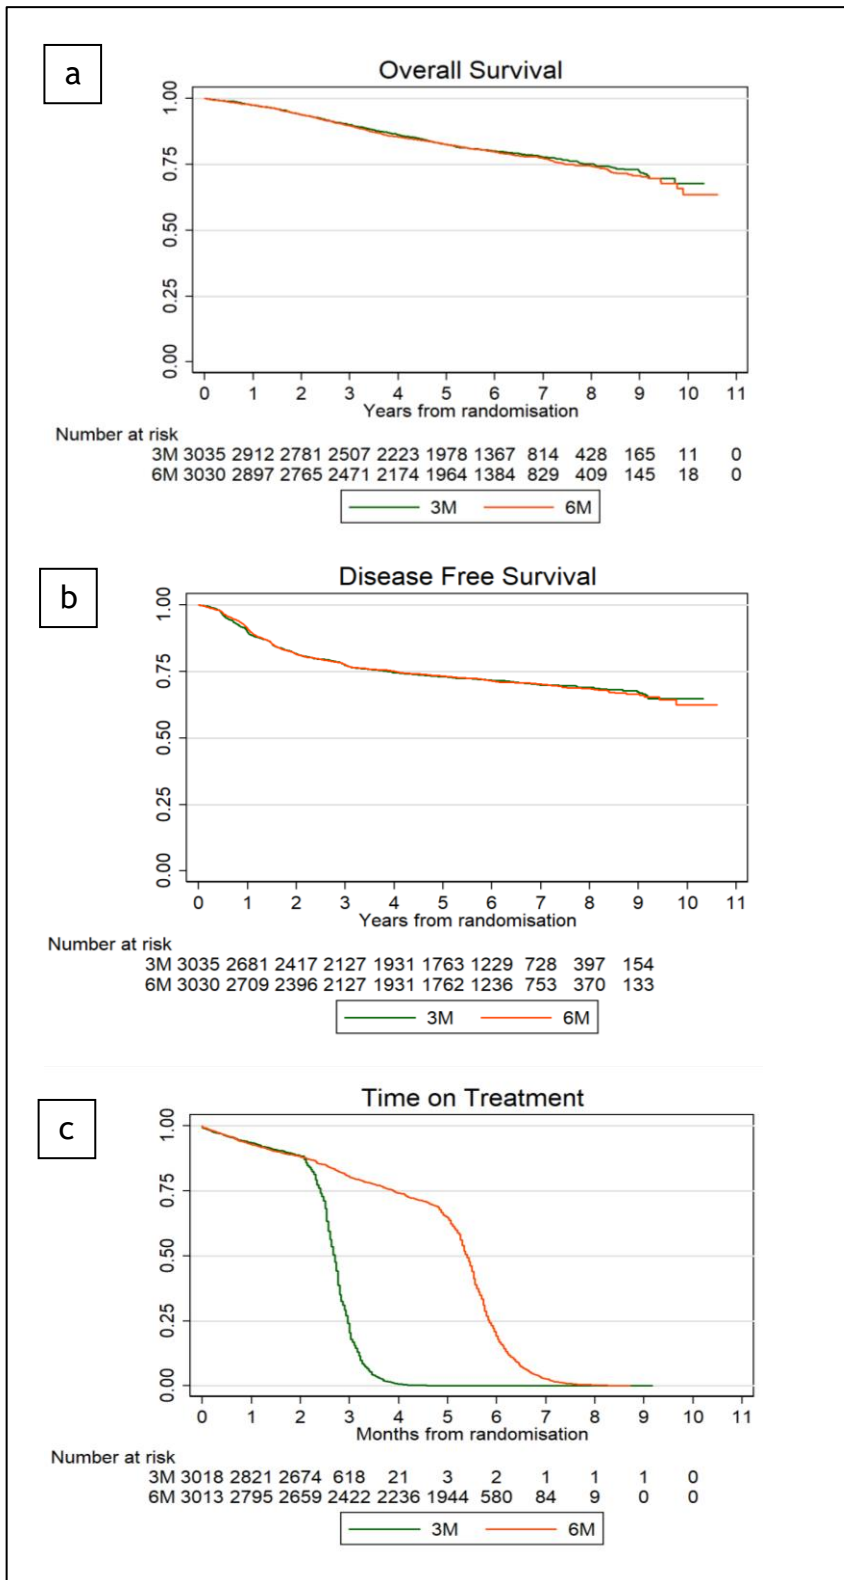 a
Overall Survival
1.00
0.75
0.50
0.25
0.00
0 1 2 3 4 5 6 7 8 9 10 11
Years from randomisation
Number at risk
3M 3035 2912 2781 2507 2223 1978 1367 814 428 165 11 0
6M 3030 2897 2765 2471 2174 1964 1384 829 409 145 18 0
3M 6M
b
Disease Free Survival
1.00
0.75
0.50
0.25
0.00
0 1 2 3 4 5 6 7 8 9 10 11
Years from randomisation
Number at risk
3M 3035 2681 2417 2127 1931 1763 1229 728 397 154
6M 3030 2709 2396 2127 1931 1762 1236 753 370 133
3M 6M
c
Time on Treatment
1.00
0.75
0.50
0.25
0.00
0 1 2 3 4 5 6 7 8 9 10 11
Months from randomisation
Number at risk
3M 3018 2821 2674 618 21 3 2 1 1 1 0
6M 3013 2795 2659 2422 2236 1944 580 84 9 0 0
3M 6M